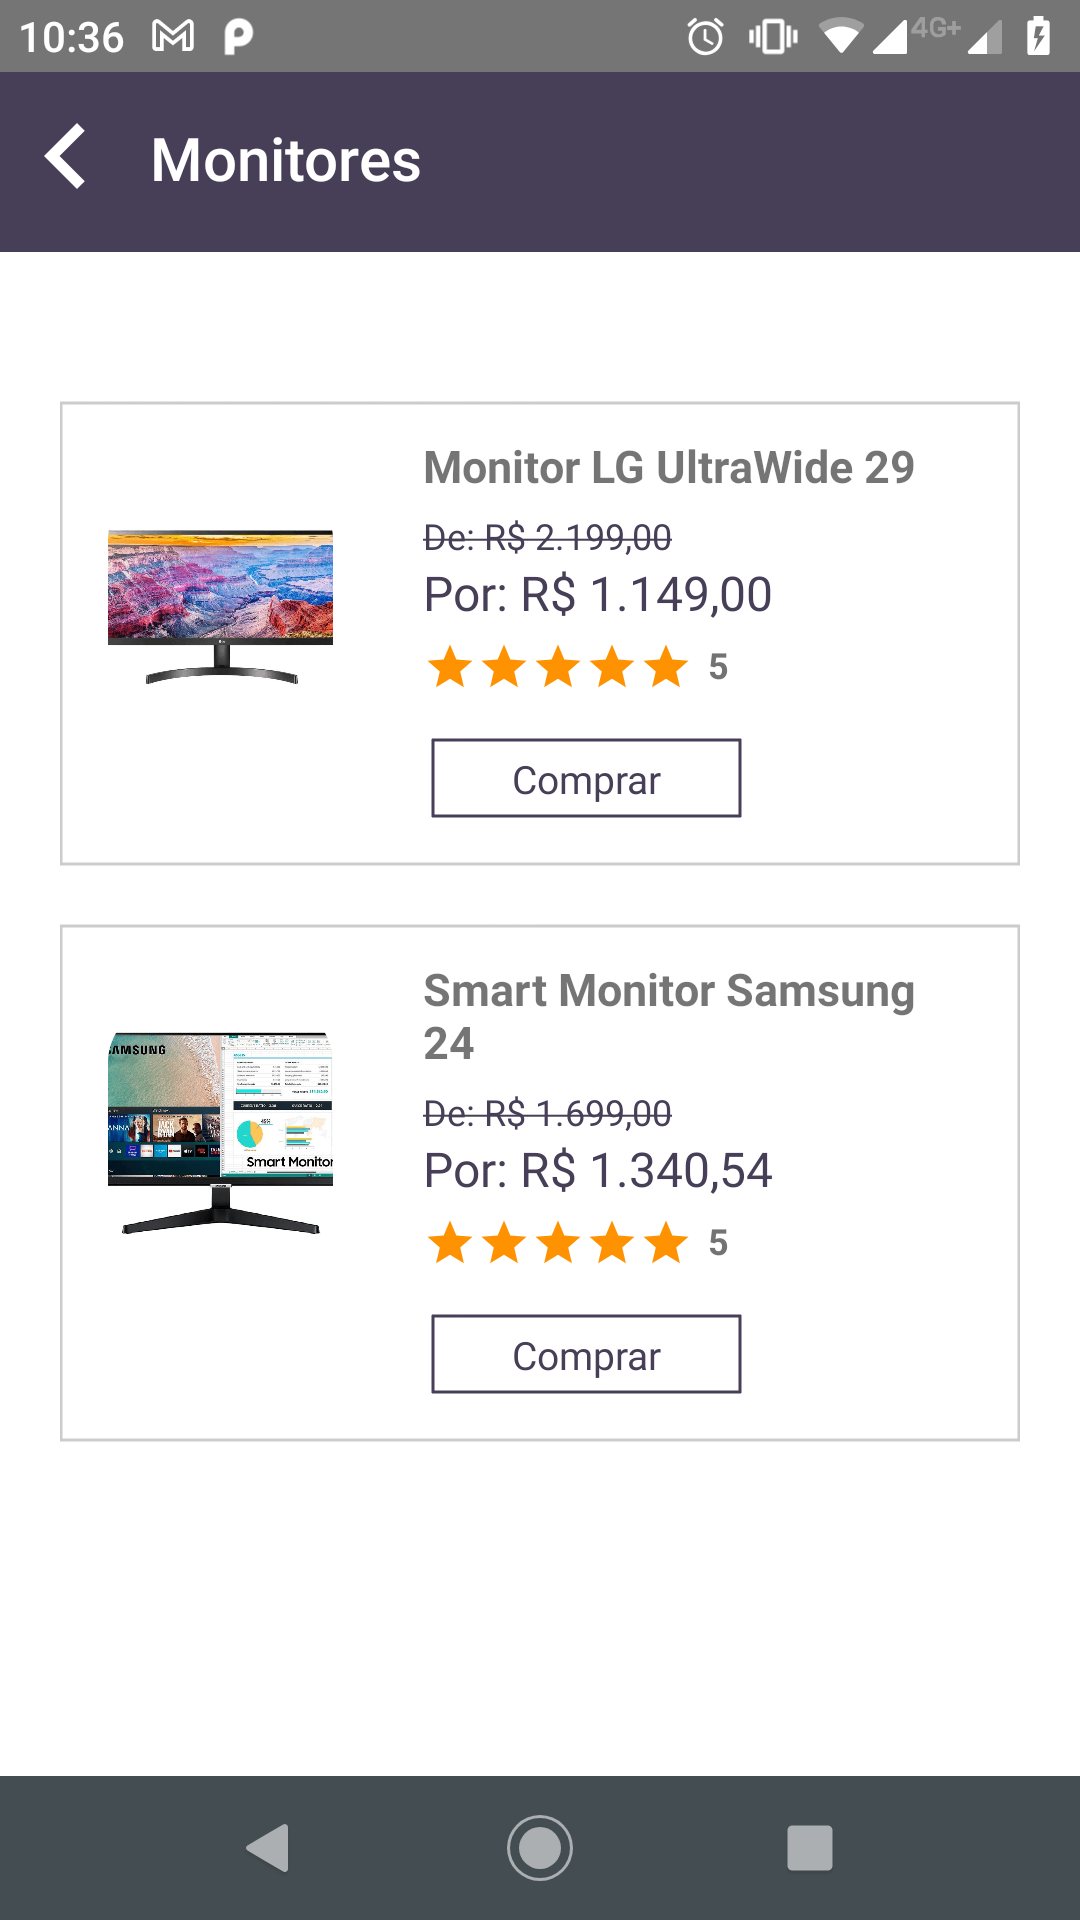 10:36
4G+
Monitores
Monitor LG UltraWide 29
De: R$ 2.199,00
Por: R$ 1.149,00
5
Comprar
Smart Monitor Samsung
24
De: R$ 1.699,00
Por: R$ 1.340,54
5
Comprar
SAMSUNG
Smart Monitor